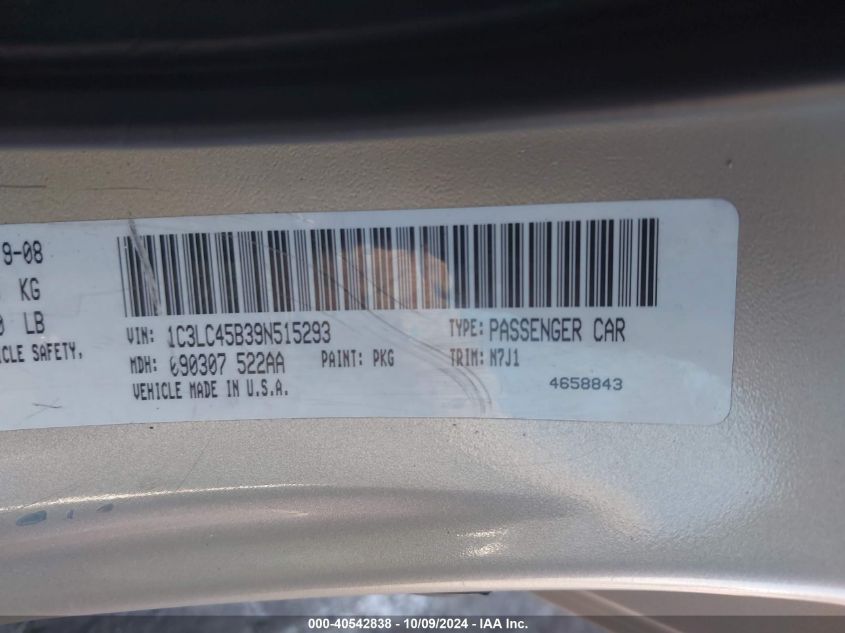 9-08
KG
LB
VEHICLE SAFETY,
VIN: 1C3LC45B39N515293 TYPE: PASSENGER CAR
MDH: 090307 522AA PAINT: PKG TRIM: N7J1
VEHICLE MADE IN U.S.A. 4658843
000-40542838 - 10/09/2024 - IAA Inc.